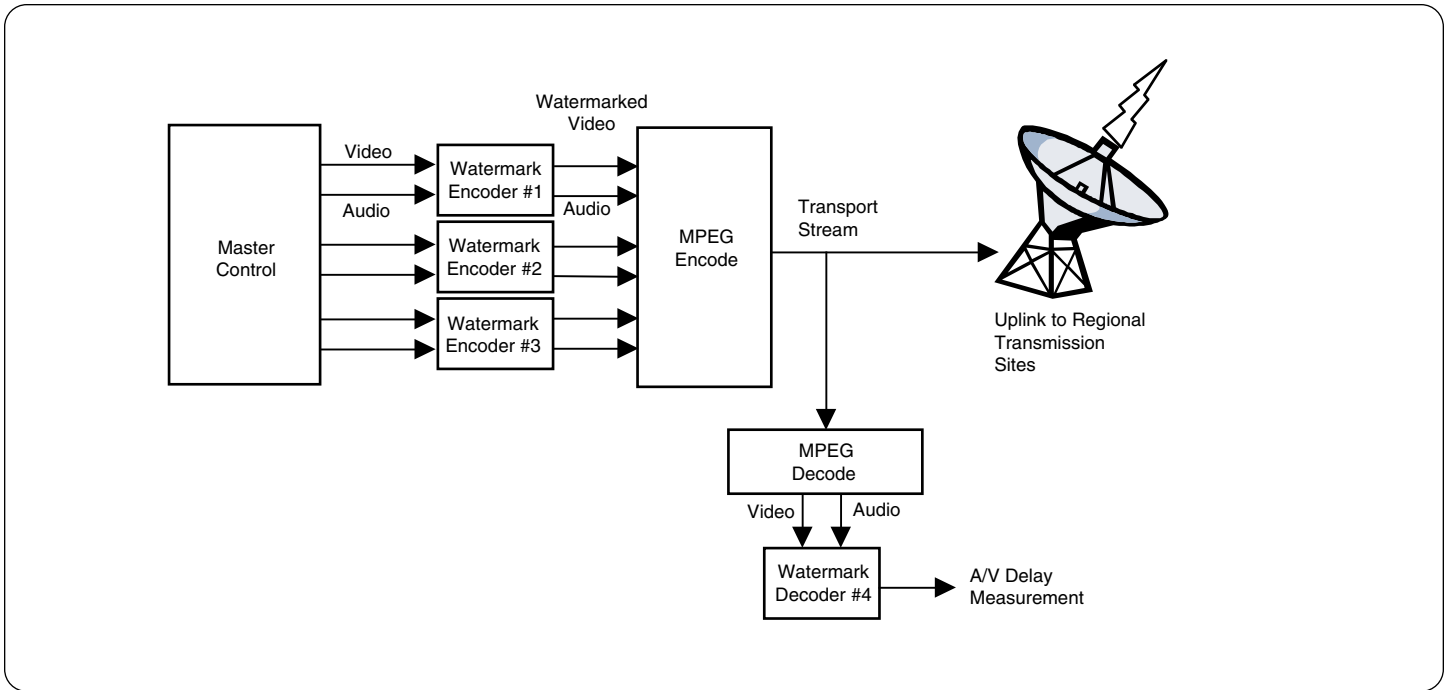 Watermarked
Video
Video
Audio
Master
Control
Watermark
Encoder #1
Audio
Watermark
Encoder #2
Watermark
Encoder #3
MPEG
Encode
Transport
Stream
Uplink to Regional
Transmission
Sites
MPEG
Decode
Video
Audio
Watermark
Decoder #4
A/V Delay
Measurement